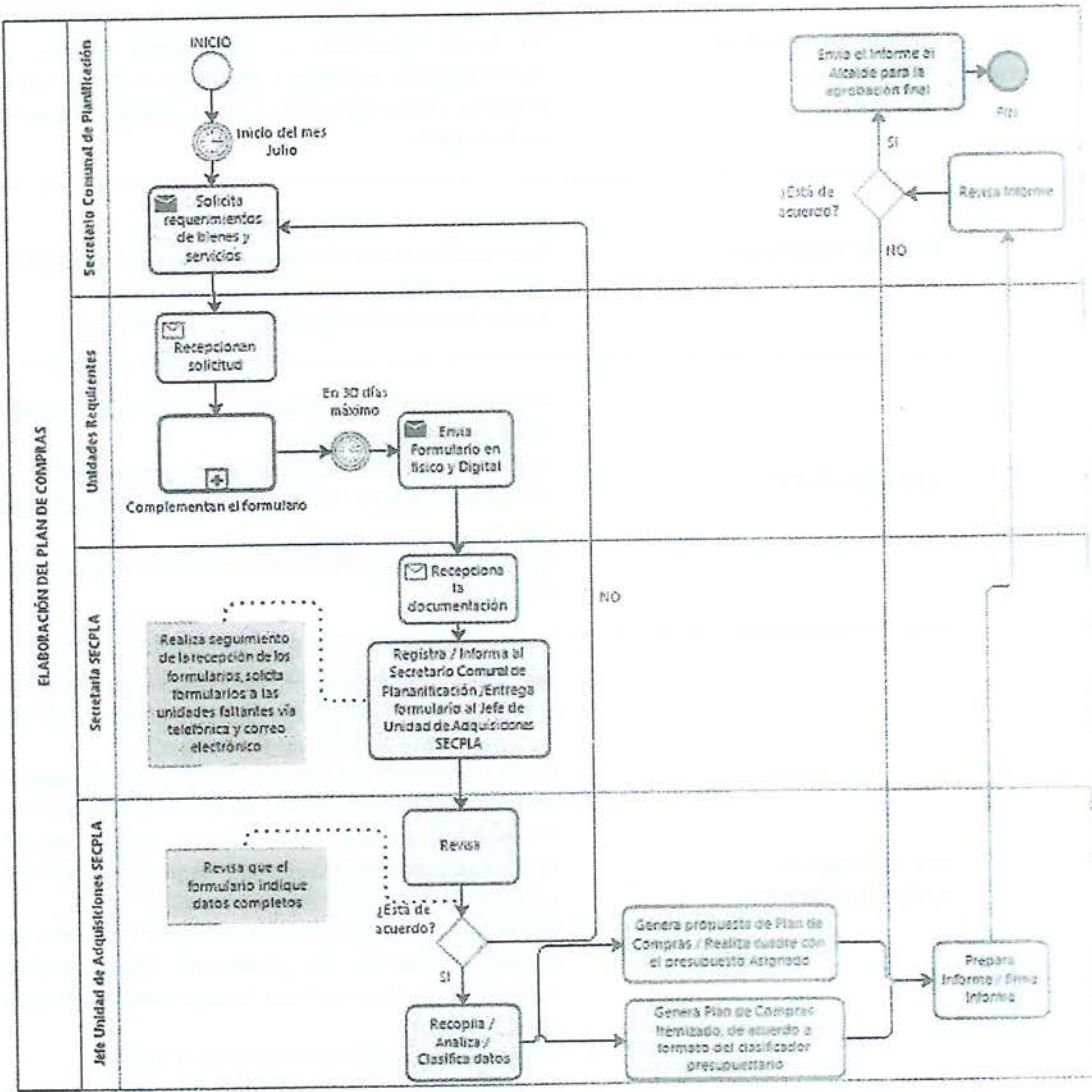 ELABORACIÓN DEL PLAN DE COMPRAS
Secretario Comunal de Planificación
INICIO
Inicio del mes
Julio
Solicita
requerimientos
de bienes y
servicios
Envia el Informe al
Alcalde para la
aprobación final
FIN
SI
¿Está de
acuerdo?
Revisa Informe
NO
Unidades Requirentes
Recepcionan
solicitud
En 30 días
máximo
Envia
Formulario en
físico y Digital
Complementan el formulario
Secretaria SECPLA
Recepciona
la
documentación
NO
Realiza seguimiento
de la recepción de los
formularios, solicita
formularios a las
unidades faltantes vía
telefónica y correo
electrónico
Registra / Informa al
Secretario Comunal de
Plananificación /Entrega
formulario al Jefe de
Unidad de Adquisiciones
SECPLA
Jefe Unidad de Adquisiciones SECPLA
Revisa
Revisa que el
formulario indique
datos completos
¿Está de
acuerdo?
SI
Recopila /
Analiza /
Clasifica datos
Genera propuesta de Plan de
Compras / Realiza cuadre con
el presupuesto Asignado
Genera Plan de Compras
Itemizado, de acuerdo a
formato del clasificador
presupuestario
Prepara
Informe / firma
Informe